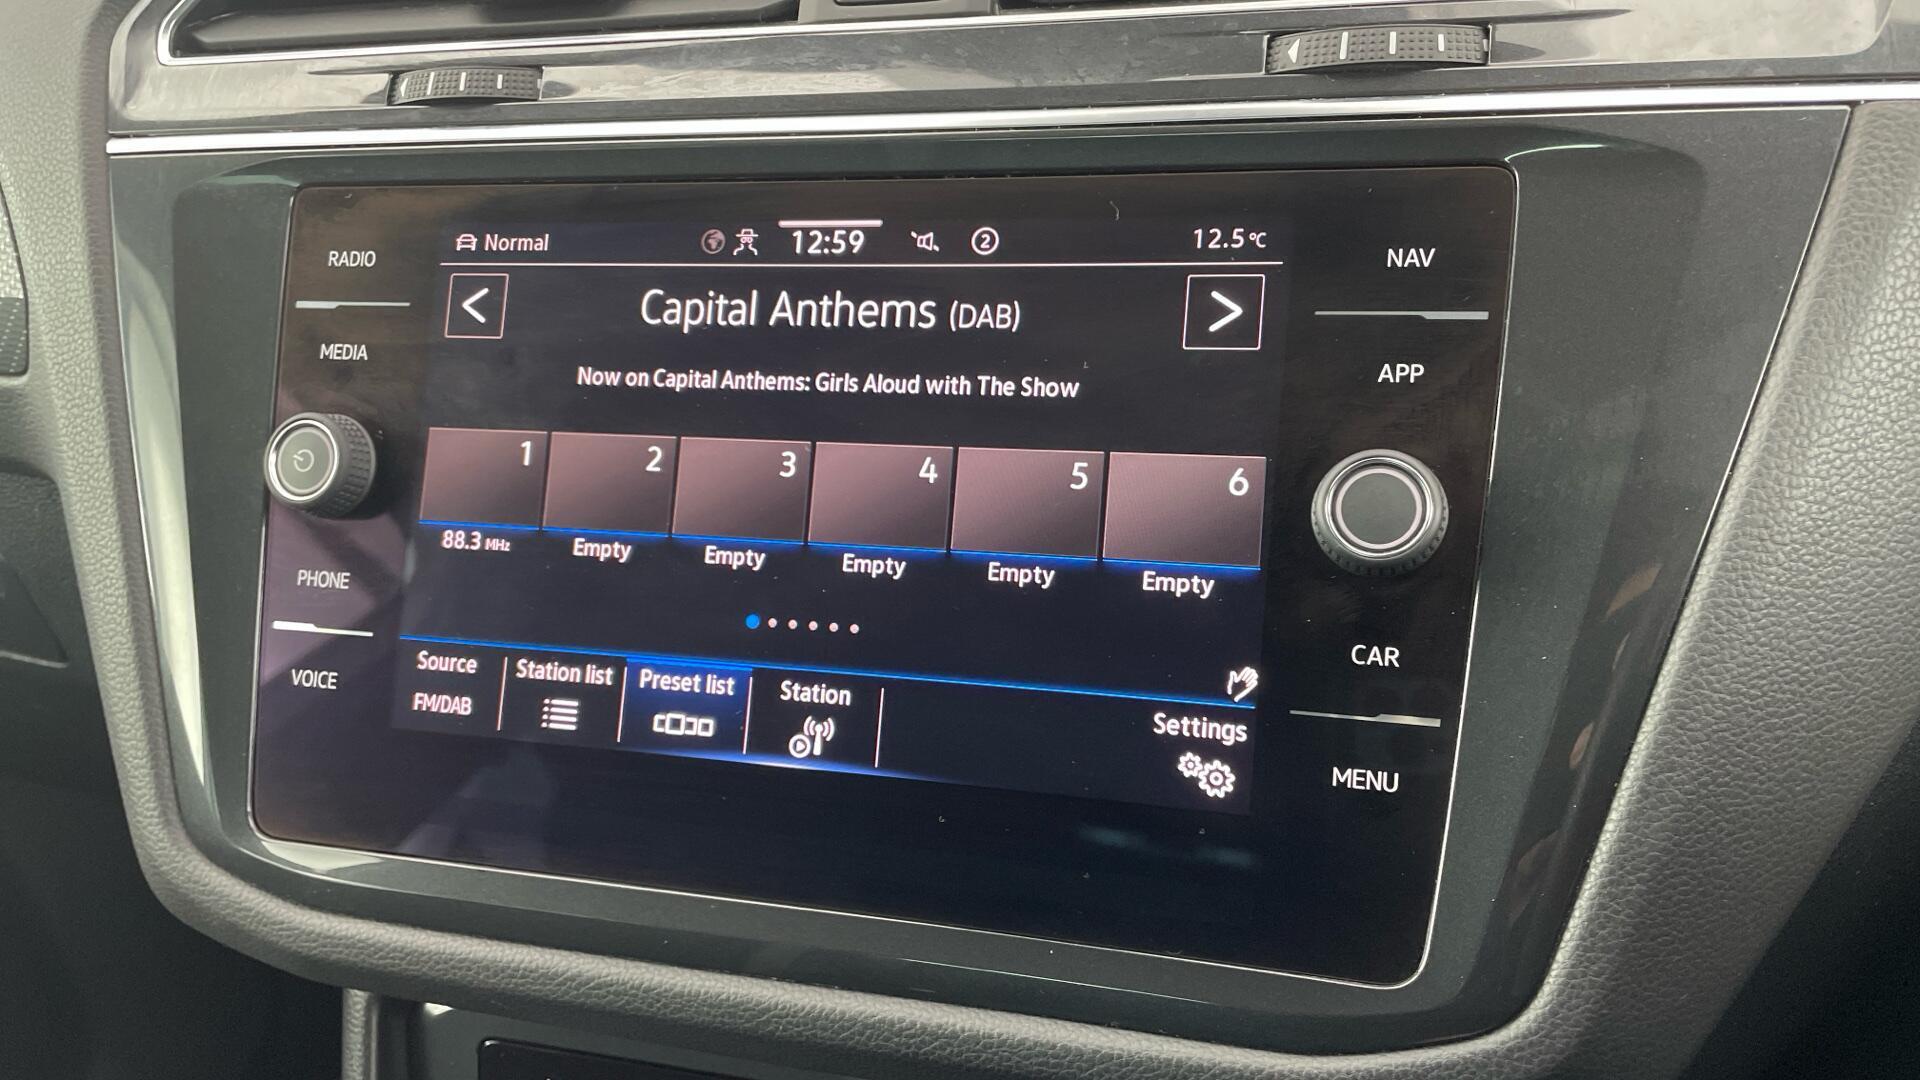 RADIO
MEDIA
PHONE
VOICE
Normal
12:59
2
12.5°C
Capital Anthems (DAB)
Now on Capital Anthems: Girls Aloud with The Show
1 2 3 4 5 6
88.3 MHz Empty Empty Empty Empty Empty
Source Station list Preset list Station
FM/DAB
Settings
NAV
APP
CAR
MENU